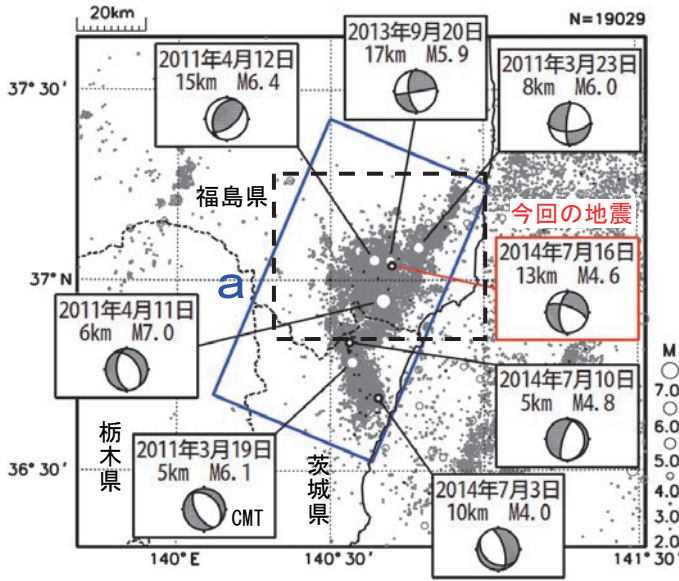 20km
N=19029
2013年9月20日
17km M5.9
2011年4月12日
15km M6.4
2011年3月23日
8km M6.0
37°30′
福島県
今回の地震
2014年7月16日
13km M4.6
37°N
a
2011年4月11日
6km M7.0
2014年7月10日
5km M4.8
M
7.0
6.0
5.0
4.0
3.0
2.0
栃木県
2011年3月19日
5km M6.1
CMT
茨城県
2014年7月3日
10km M4.0
36°30′
140°E
140°30′
141°30′